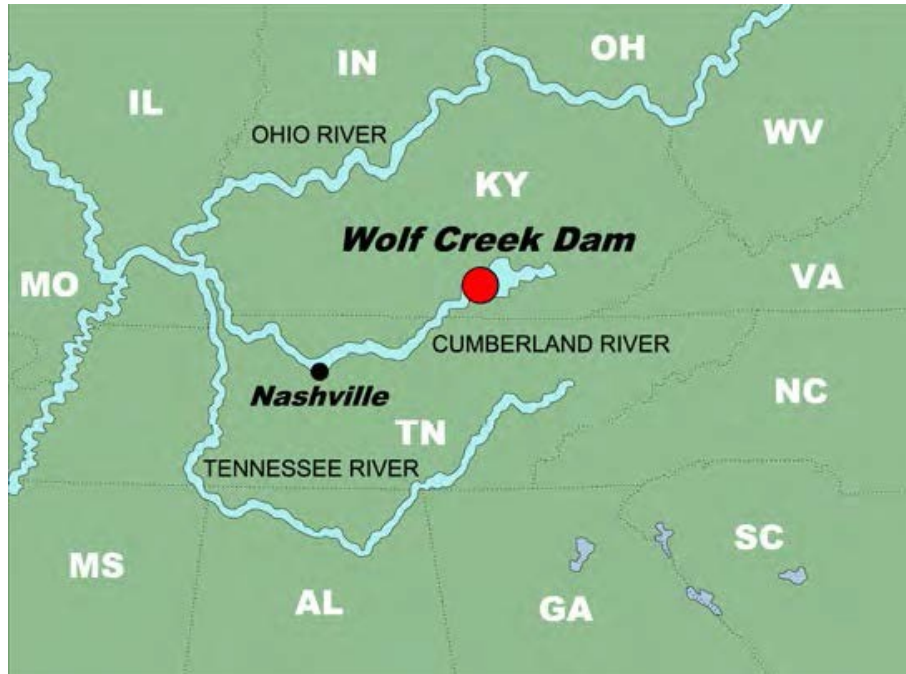 OH
IN
IL
WV
OHIO RIVER
KY
Wolf Creek Dam
MO
VA
CUMBERLAND RIVER
Nashville
NC
TN
TENNESSEE RIVER
SC
MS
AL
GA